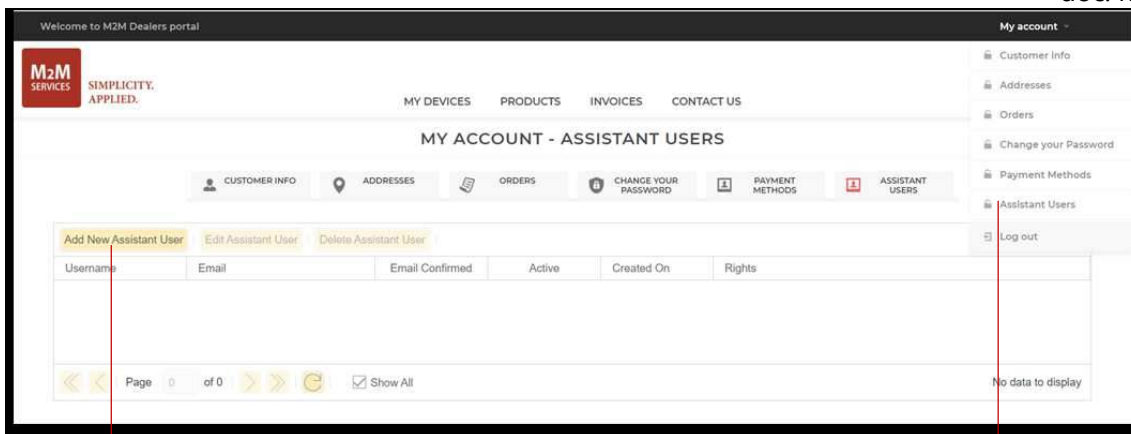 Welcome to M2M Dealers portal
My account
M2M
SERVICES
SIMPLICITY.
APPLIED.
MY DEVICES PRODUCTS INVOICES CONTACT US
Customer Info
Addresses
Orders
Change your Password
Payment Methods
Assistant Users
Log out
MY ACCOUNT - ASSISTANT USERS
CUSTOMER INFO
ADDRESSES
ORDERS
CHANGE YOUR
PASSWORD
PAYMENT
METHODS
ASSISTANT
USERS
Add New Assistant User Edit Assistant User Delete Assistant User
Username Email Email Confirmed Active Created On Rights
Page 0 of 0 Show All No data to display